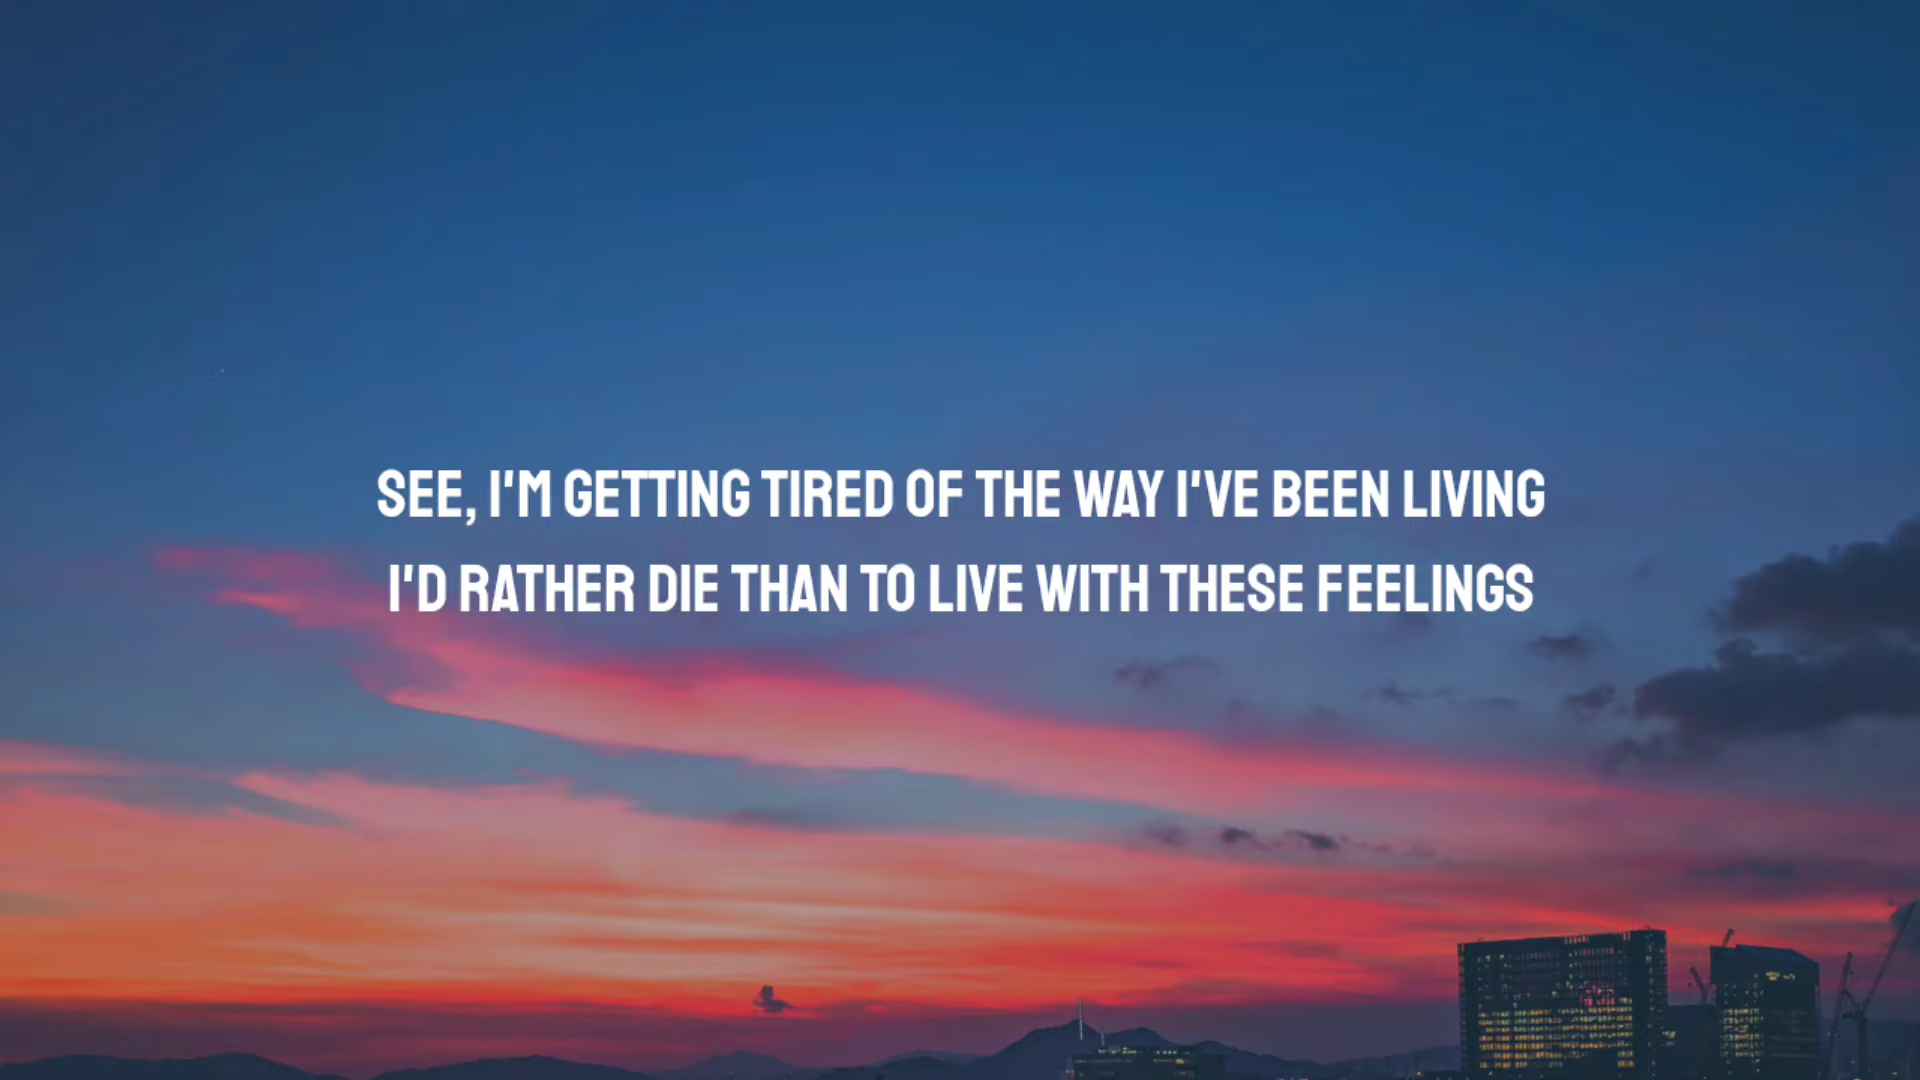 SEE, I'M GETTING TIRED OF THE WAY I'VE BEEN LIVING
I'D RATHER DIE THAN TO LIVE WITH THESE FEELINGS